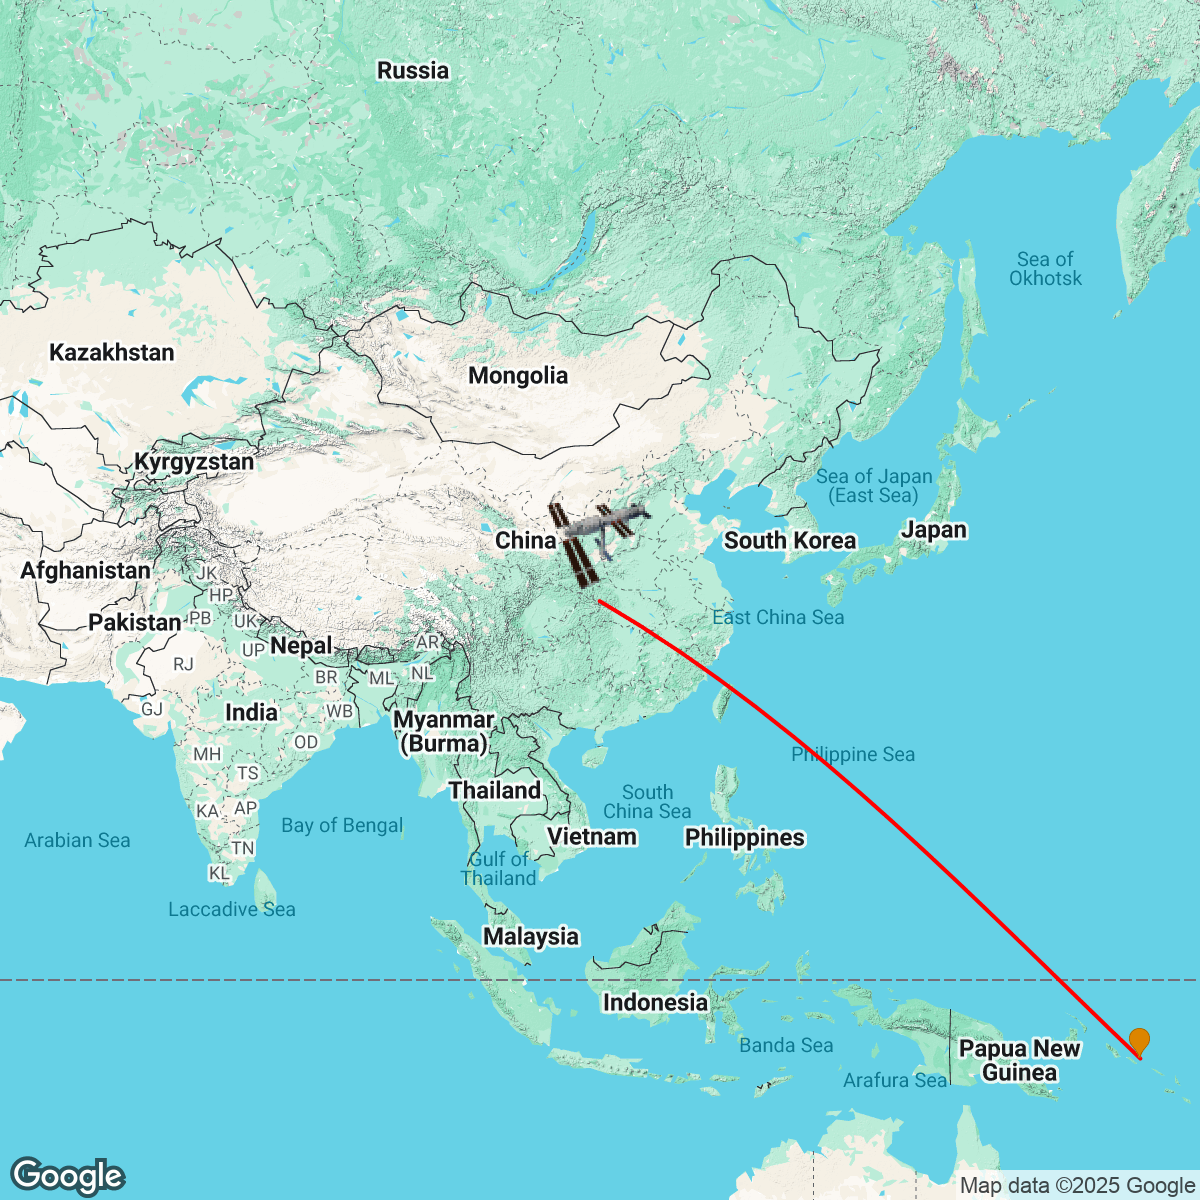 Russia
Sea of
Okhotsk
Kazakhstan
Mongolia
Kyrgyzstan
Sea of Japan
(East Sea)
China
South Korea
Japan
Afghanistan
JK
HP
Pakistan
PB
UK
East China Sea
Nepal
AR
UP
RJ
BR
ML
NL
GJ
India
WB
Myanmar
(Burma)
OD
MH
Philippine Sea
TS
Thailand
South
China Sea
KA
AP
Bay of Bengal
Vietnam
Philippines
Arabian Sea
TN
Gulf of
Thailand
KL
Laccadive Sea
Malaysia
Indonesia
Banda Sea
Papua New
Guinea
Arafura Sea
Google
Map data ©2025 Google